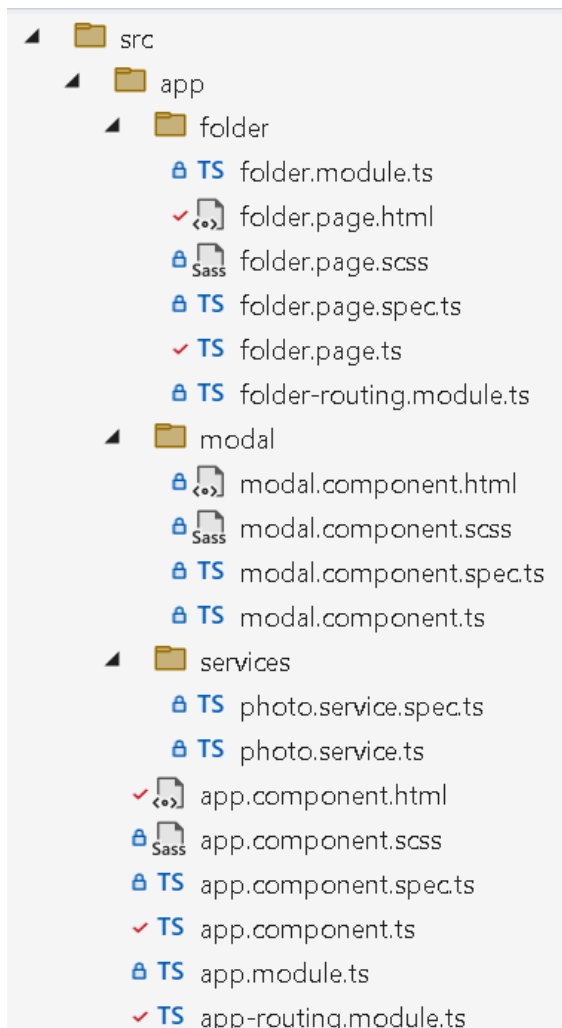 src
app
folder
TS folder.module.ts
folder.page.html
Sass folder.page.scss
TS folder.page.spec.ts
TS folder.page.ts
TS folder-routing.module.ts
modal
modal.component.html
Sass modal.component.scss
TS modal.component.spec.ts
TS modal.component.ts
services
TS photo.service.spec.ts
TS photo.service.ts
app.component.html
Sass app.component.scss
TS app.component.spec.ts
TS app.component.ts
TS app.module.ts
TS app-routing.module.ts